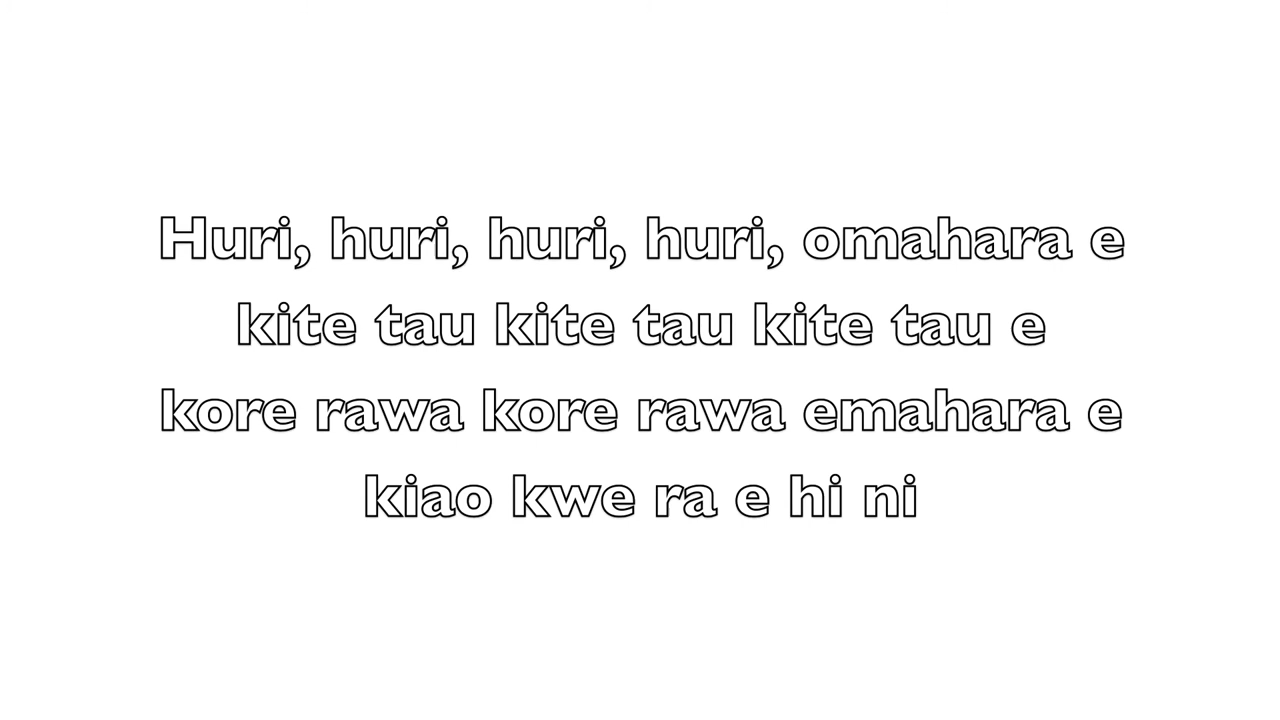 Huri, huri, huri, huri, omahara e
kite tau kite tau kite tau e
kore rawa kore rawa emahara e
kiao kwe ra e hi ni